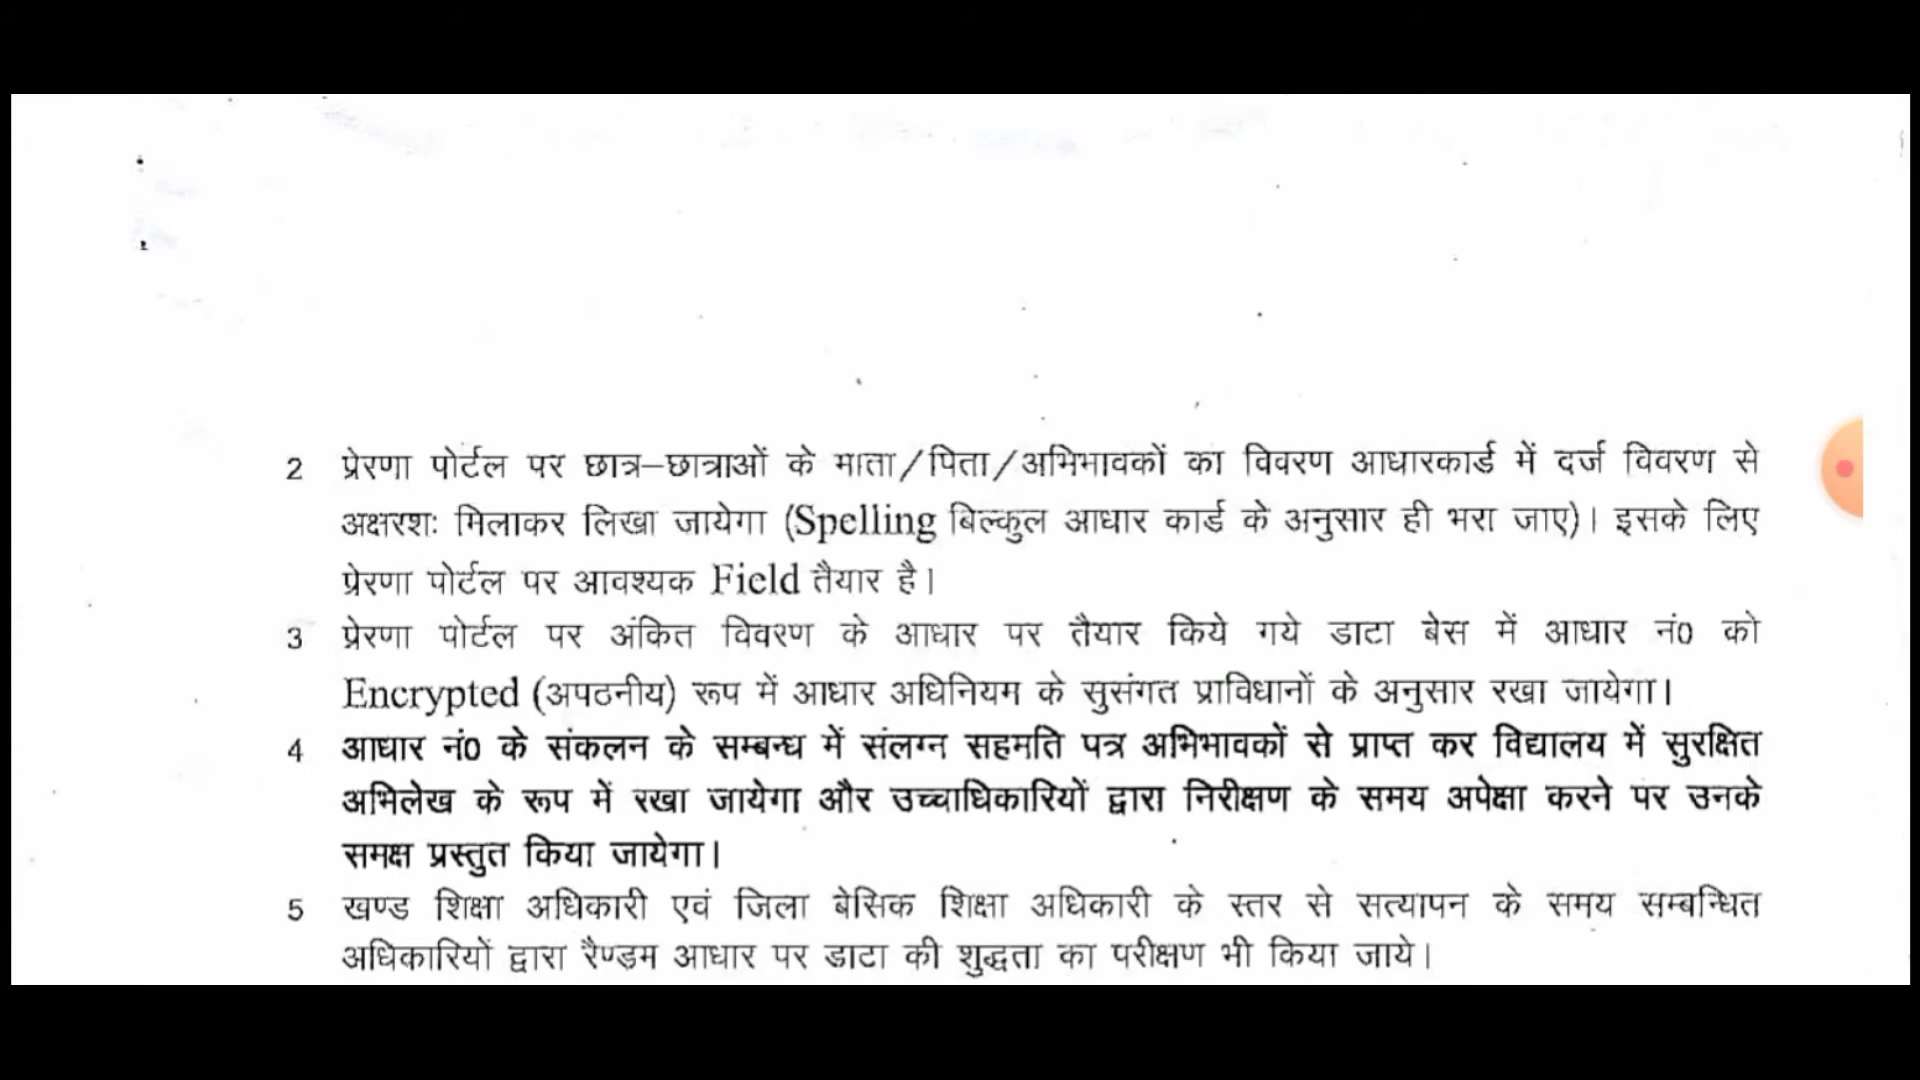 2 प्रेरणा पोर्टल पर छात्र–छात्राओं के माता/पिता/अभिभावकों का विवरण आधारकार्ड में दर्ज विवरण से
अक्षरशः मिलाकर लिखा जायेगा (Spelling बिल्कुल आधार कार्ड के अनुसार ही भरा जाए)। इसके लिए
प्रेरणा पोर्टल पर आवश्यक Field तैयार है।
3 प्रेरणा पोर्टल पर अंकित विवरण के आधार पर तैयार किये गये डाटा बेस में आधार नं0 को
Encrypted (अपठनीय) रूप में आधार अधिनियम के सुसंगत प्राविधानों के अनुसार रखा जायेगा।
4 आधार नं0 के संकलन के सम्बन्ध में संलग्न सहमति पत्र अभिभावकों से प्राप्त कर विद्यालय में सुरक्षित
अभिलेख के रूप में रखा जायेगा और उच्चाधिकारियों द्वारा निरीक्षण के समय अपेक्षा करने पर उनके
समक्ष प्रस्तुत किया जायेगा।
5 खण्ड शिक्षा अधिकारी एवं जिला बेसिक शिक्षा अधिकारी के स्तर से सत्यापन के समय सम्बन्धित
अधिकारियों द्वारा रैण्डम आधार पर डाटा की शुद्धता का परीक्षण भी किया जाये।